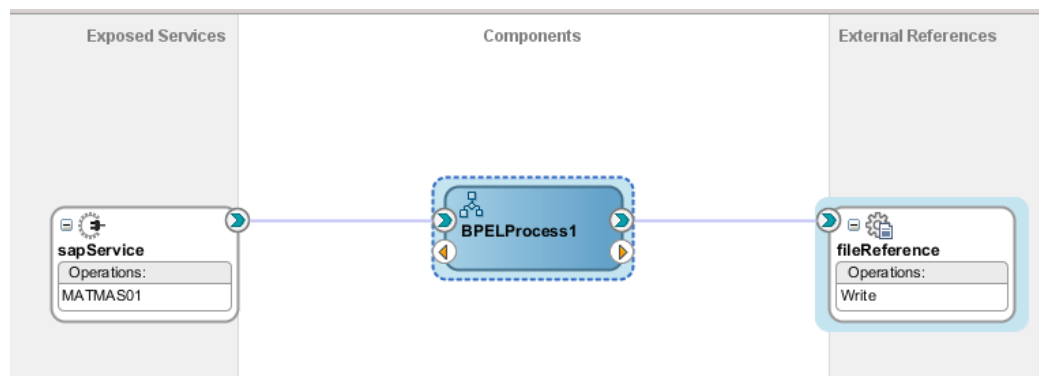 Exposed Services
Components
External References
sapService
Operations:
MATMAS01
BPELProcess1
fileReference
Operations:
Write